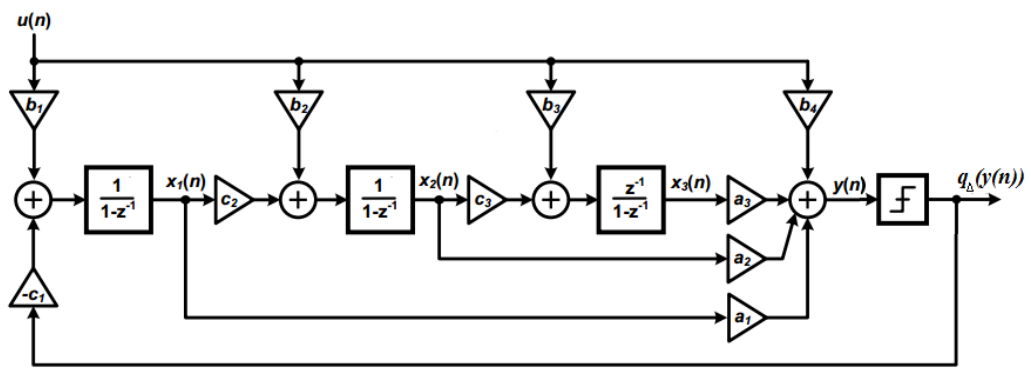 u(n)
b₁ b₂ b₃ b₄
+ 1 / 1-z⁻¹ x₁(n) c₂ + 1 / 1-z⁻¹ x₂(n) c₃ + z⁻¹ / 1-z⁻¹ x₃(n) a₃ + y(n) q_Δ(y(n))
a₂
-c₁
a₁